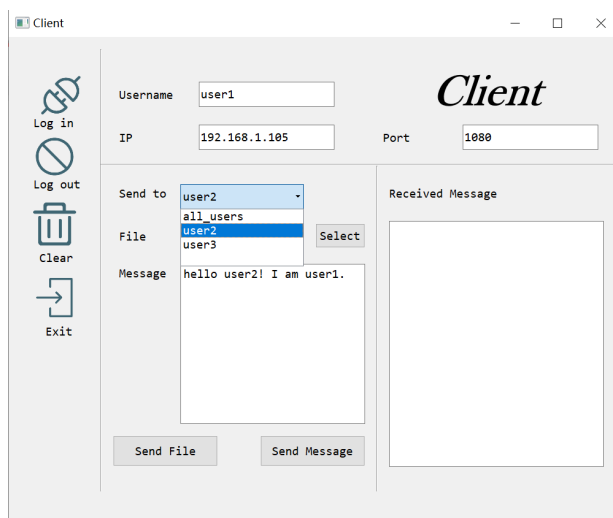 Client
Log in
Log out
Clear
Exit
Username user1
Client
IP 192.168.1.105 Port 1080
Send to user2
all_users
user2
user3
File Select
Message hello user2! I am user1.
Send File Send Message
Received Message